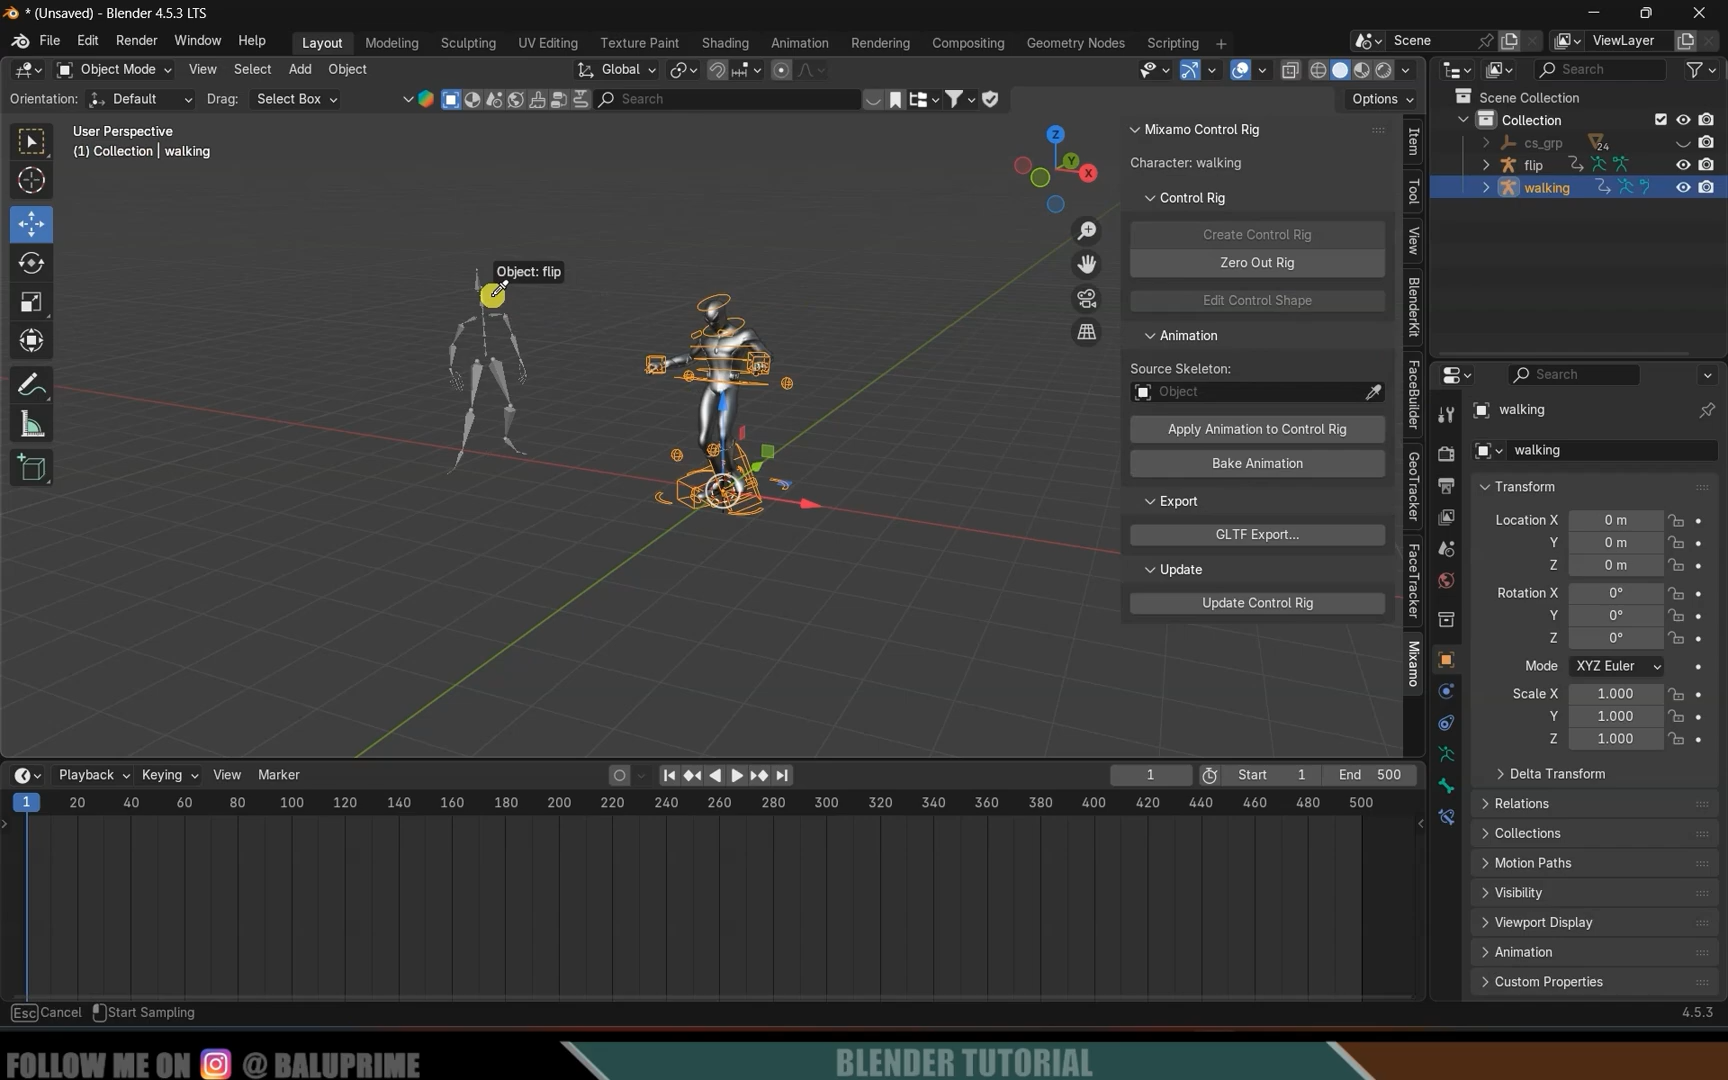 * (Unsaved) - Blender 4.5.3 LTS
File Edit Render Window Help Layout Modeling Sculpting UV Editing Texture Paint Shading Animation Rendering Compositing Geometry Nodes Scripting + Scene ViewLayer
Object Mode View Select Add Object Global Search
Orientation: Default Drag: Select Box Search Options
Scene Collection
Collection
cs_grp 24
flip
walking
User Perspective
(1) Collection | walking
Z
Y
X
Object: flip
Mixamo Control Rig
Character: walking
Control Rig
Create Control Rig
Zero Out Rig
Edit Control Shape
Animation
Source Skeleton:
Object
Apply Animation to Control Rig
Bake Animation
Export
GLTF Export...
Update
Update Control Rig
Item
Tool
View
BlenderKit
FaceBuilder
GeoTracker
FaceTracker
Mixamo
Search
walking
walking
Transform
Location X 0 m
Y 0 m
Z 0 m
Rotation X 0°
Y 0°
Z 0°
Mode XYZ Euler
Scale X 1.000
Y 1.000
Z 1.000
Delta Transform
Relations
Collections
Motion Paths
Visibility
Viewport Display
Animation
Custom Properties
Playback Keying View Marker 1 Start 1 End 500
1 20 40 60 80 100 120 140 160 180 200 220 240 260 280 300 320 340 360 380 400 420 440 460 480 500
Esc Cancel Start Sampling 4.5.3
FOLLOW ME ON @ BALUPRIME BLENDER TUTORIAL